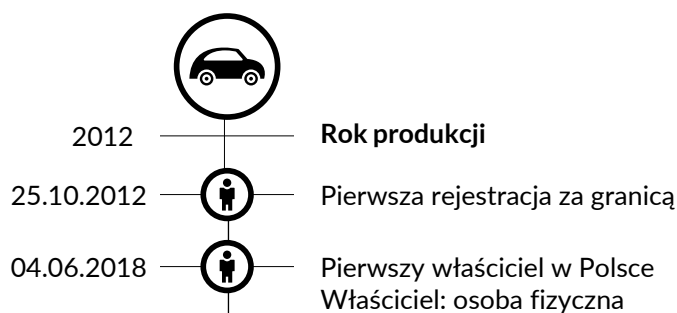 2012 Rok produkcji
25.10.2012 Pierwsza rejestracja za granicą
04.06.2018 Pierwszy właściciel w Polsce
Właściciel: osoba fizyczna